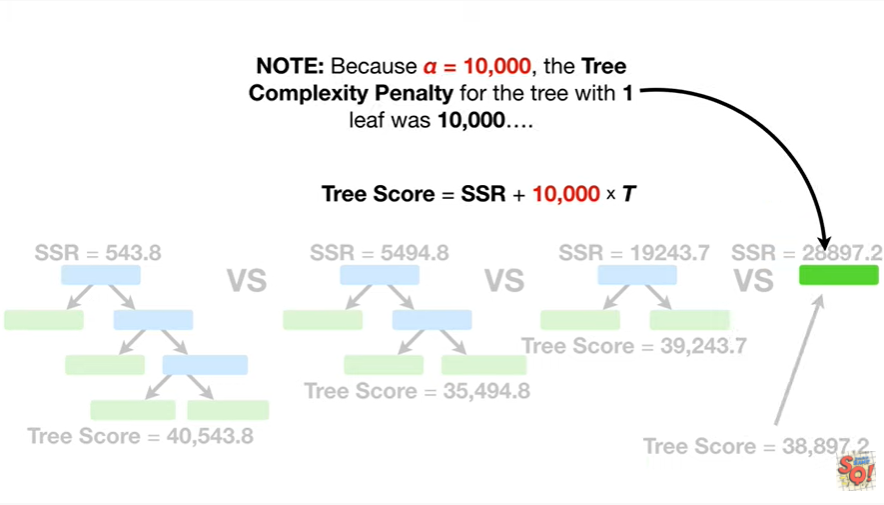 NOTE: Because α = 10,000, the Tree
Complexity Penalty for the tree with 1
leaf was 10,000....
Tree Score = SSR + 10,000 × T
SSR = 543.8
VS
SSR = 5494.8
VS
SSR = 19243.7
VS
SSR = 28897.2
Tree Score = 40,543.8
Tree Score = 35,494.8
Tree Score = 39,243.7
Tree Score = 38,897.2
SQ!